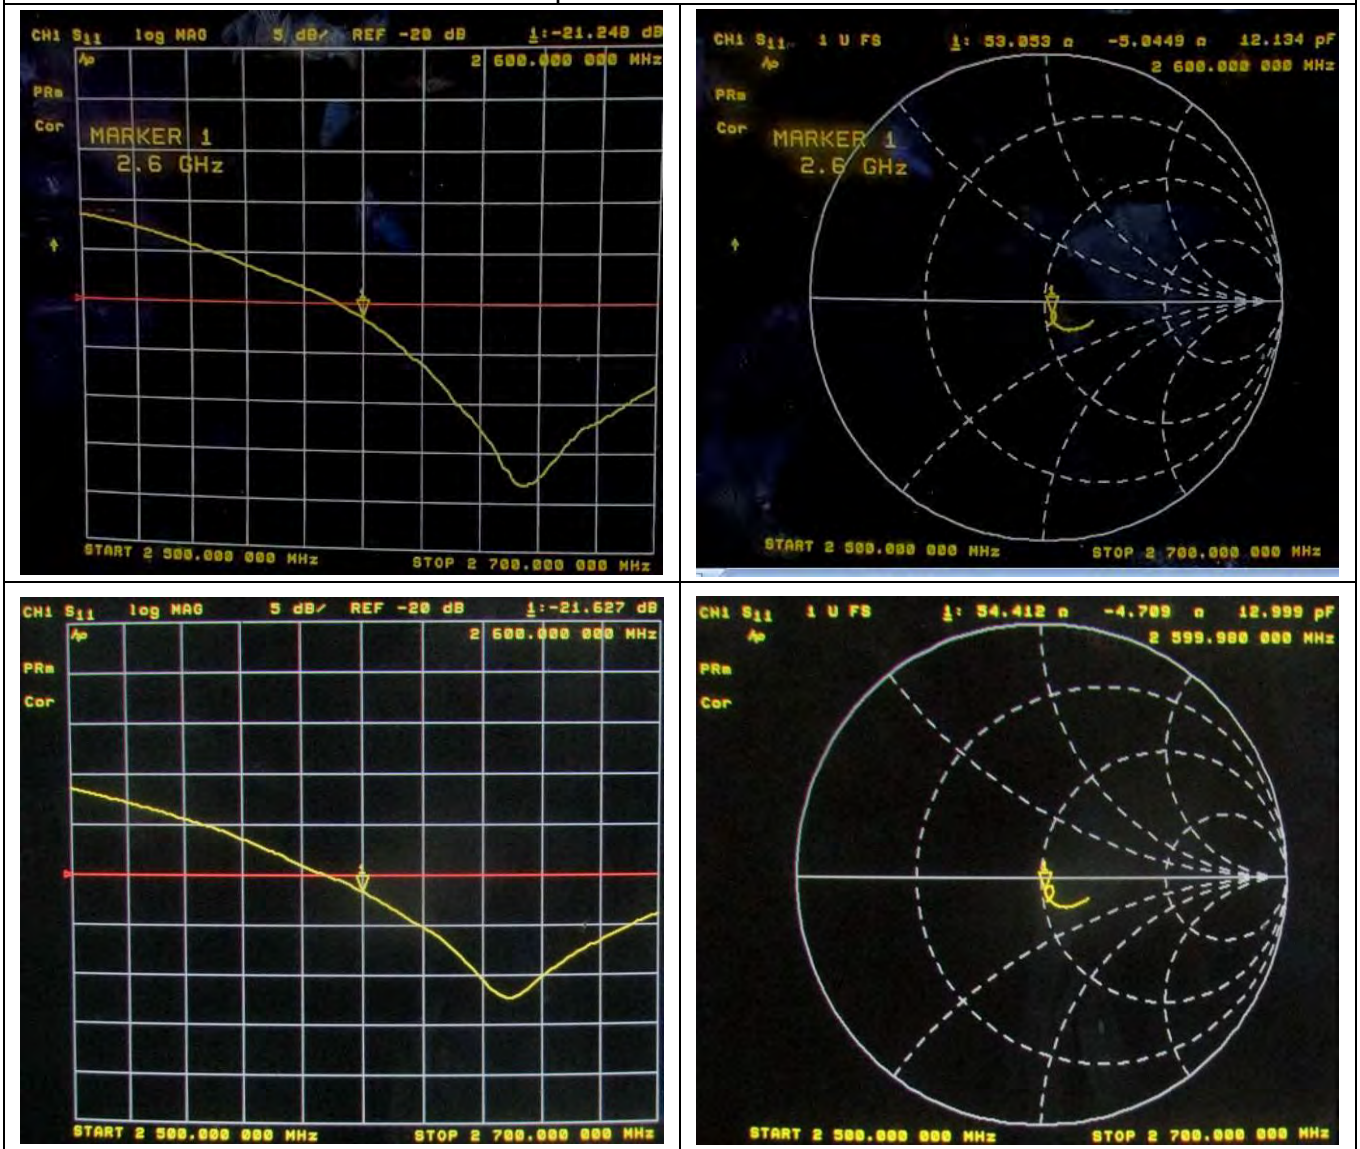 CH1 S11 log MAG 5 dB/ REF -20 dB 1:-21.248 dB
2 600.000 000 MHz
PRm
Cor
MARKER 1
2.6 GHz
1
START 2 500.000 000 MHz STOP 2 700.000 000 MHz
CH1 S11 1 U FS 1: 53.053 Ω -5.0449 Ω 12.134 pF
2 600.000 000 MHz
PRm
Cor
MARKER 1
2.6 GHz
1
START 2 500.000 000 MHz STOP 2 700.000 000 MHz
CH1 S11 log MAG 5 dB/ REF -20 dB 1:-21.627 dB
2 600.000 000 MHz
PRm
Cor
1
START 2 500.000 000 MHz STOP 2 700.000 000 MHz
CH1 S11 1 U FS 1: 54.412 Ω -4.709 Ω 12.999 pF
2 599.980 000 MHz
PRm
Cor
1
START 2 500.000 000 MHz STOP 2 700.000 000 MHz